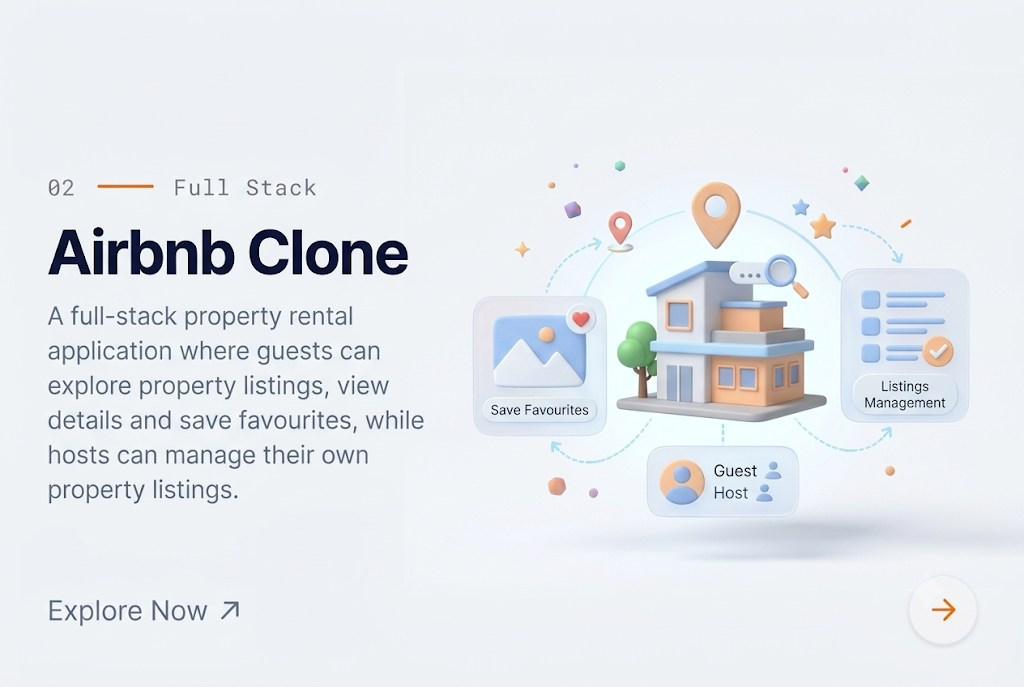 02 Full Stack
Airbnb Clone
A full-stack property rental
application where guests can
explore property listings, view
details and save favourites, while
hosts can manage their own
property listings.
Explore Now
Save Favourites
Guest
Host
Listings
Management